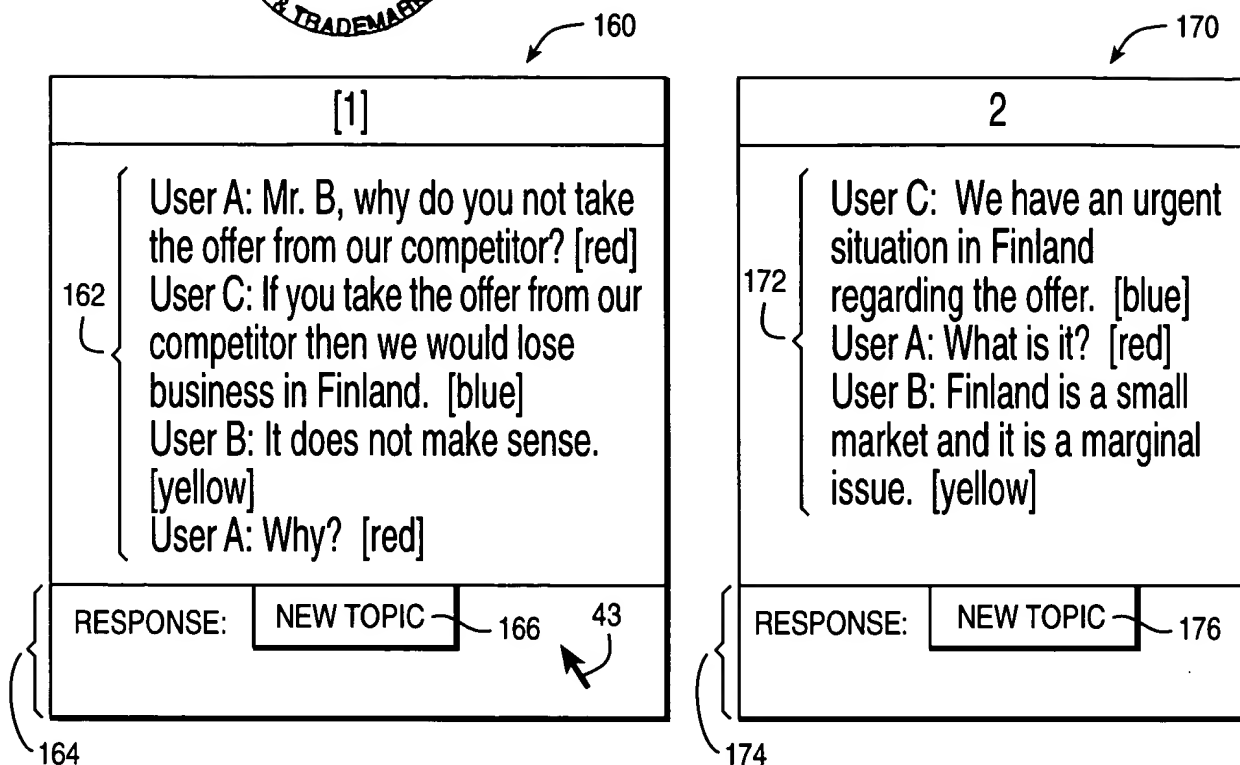 & TRADEMARK
160
170
[1]
2
162
User A: Mr. B, why do you not take
the offer from our competitor? [red]
User C: If you take the offer from our
competitor then we would lose
business in Finland. [blue]
User B: It does not make sense.
[yellow]
User A: Why? [red]
172
User C: We have an urgent
situation in Finland
regarding the offer. [blue]
User A: What is it? [red]
User B: Finland is a small
market and it is a marginal
issue. [yellow]
RESPONSE:
NEW TOPIC
166
43
164
RESPONSE:
NEW TOPIC
176
174